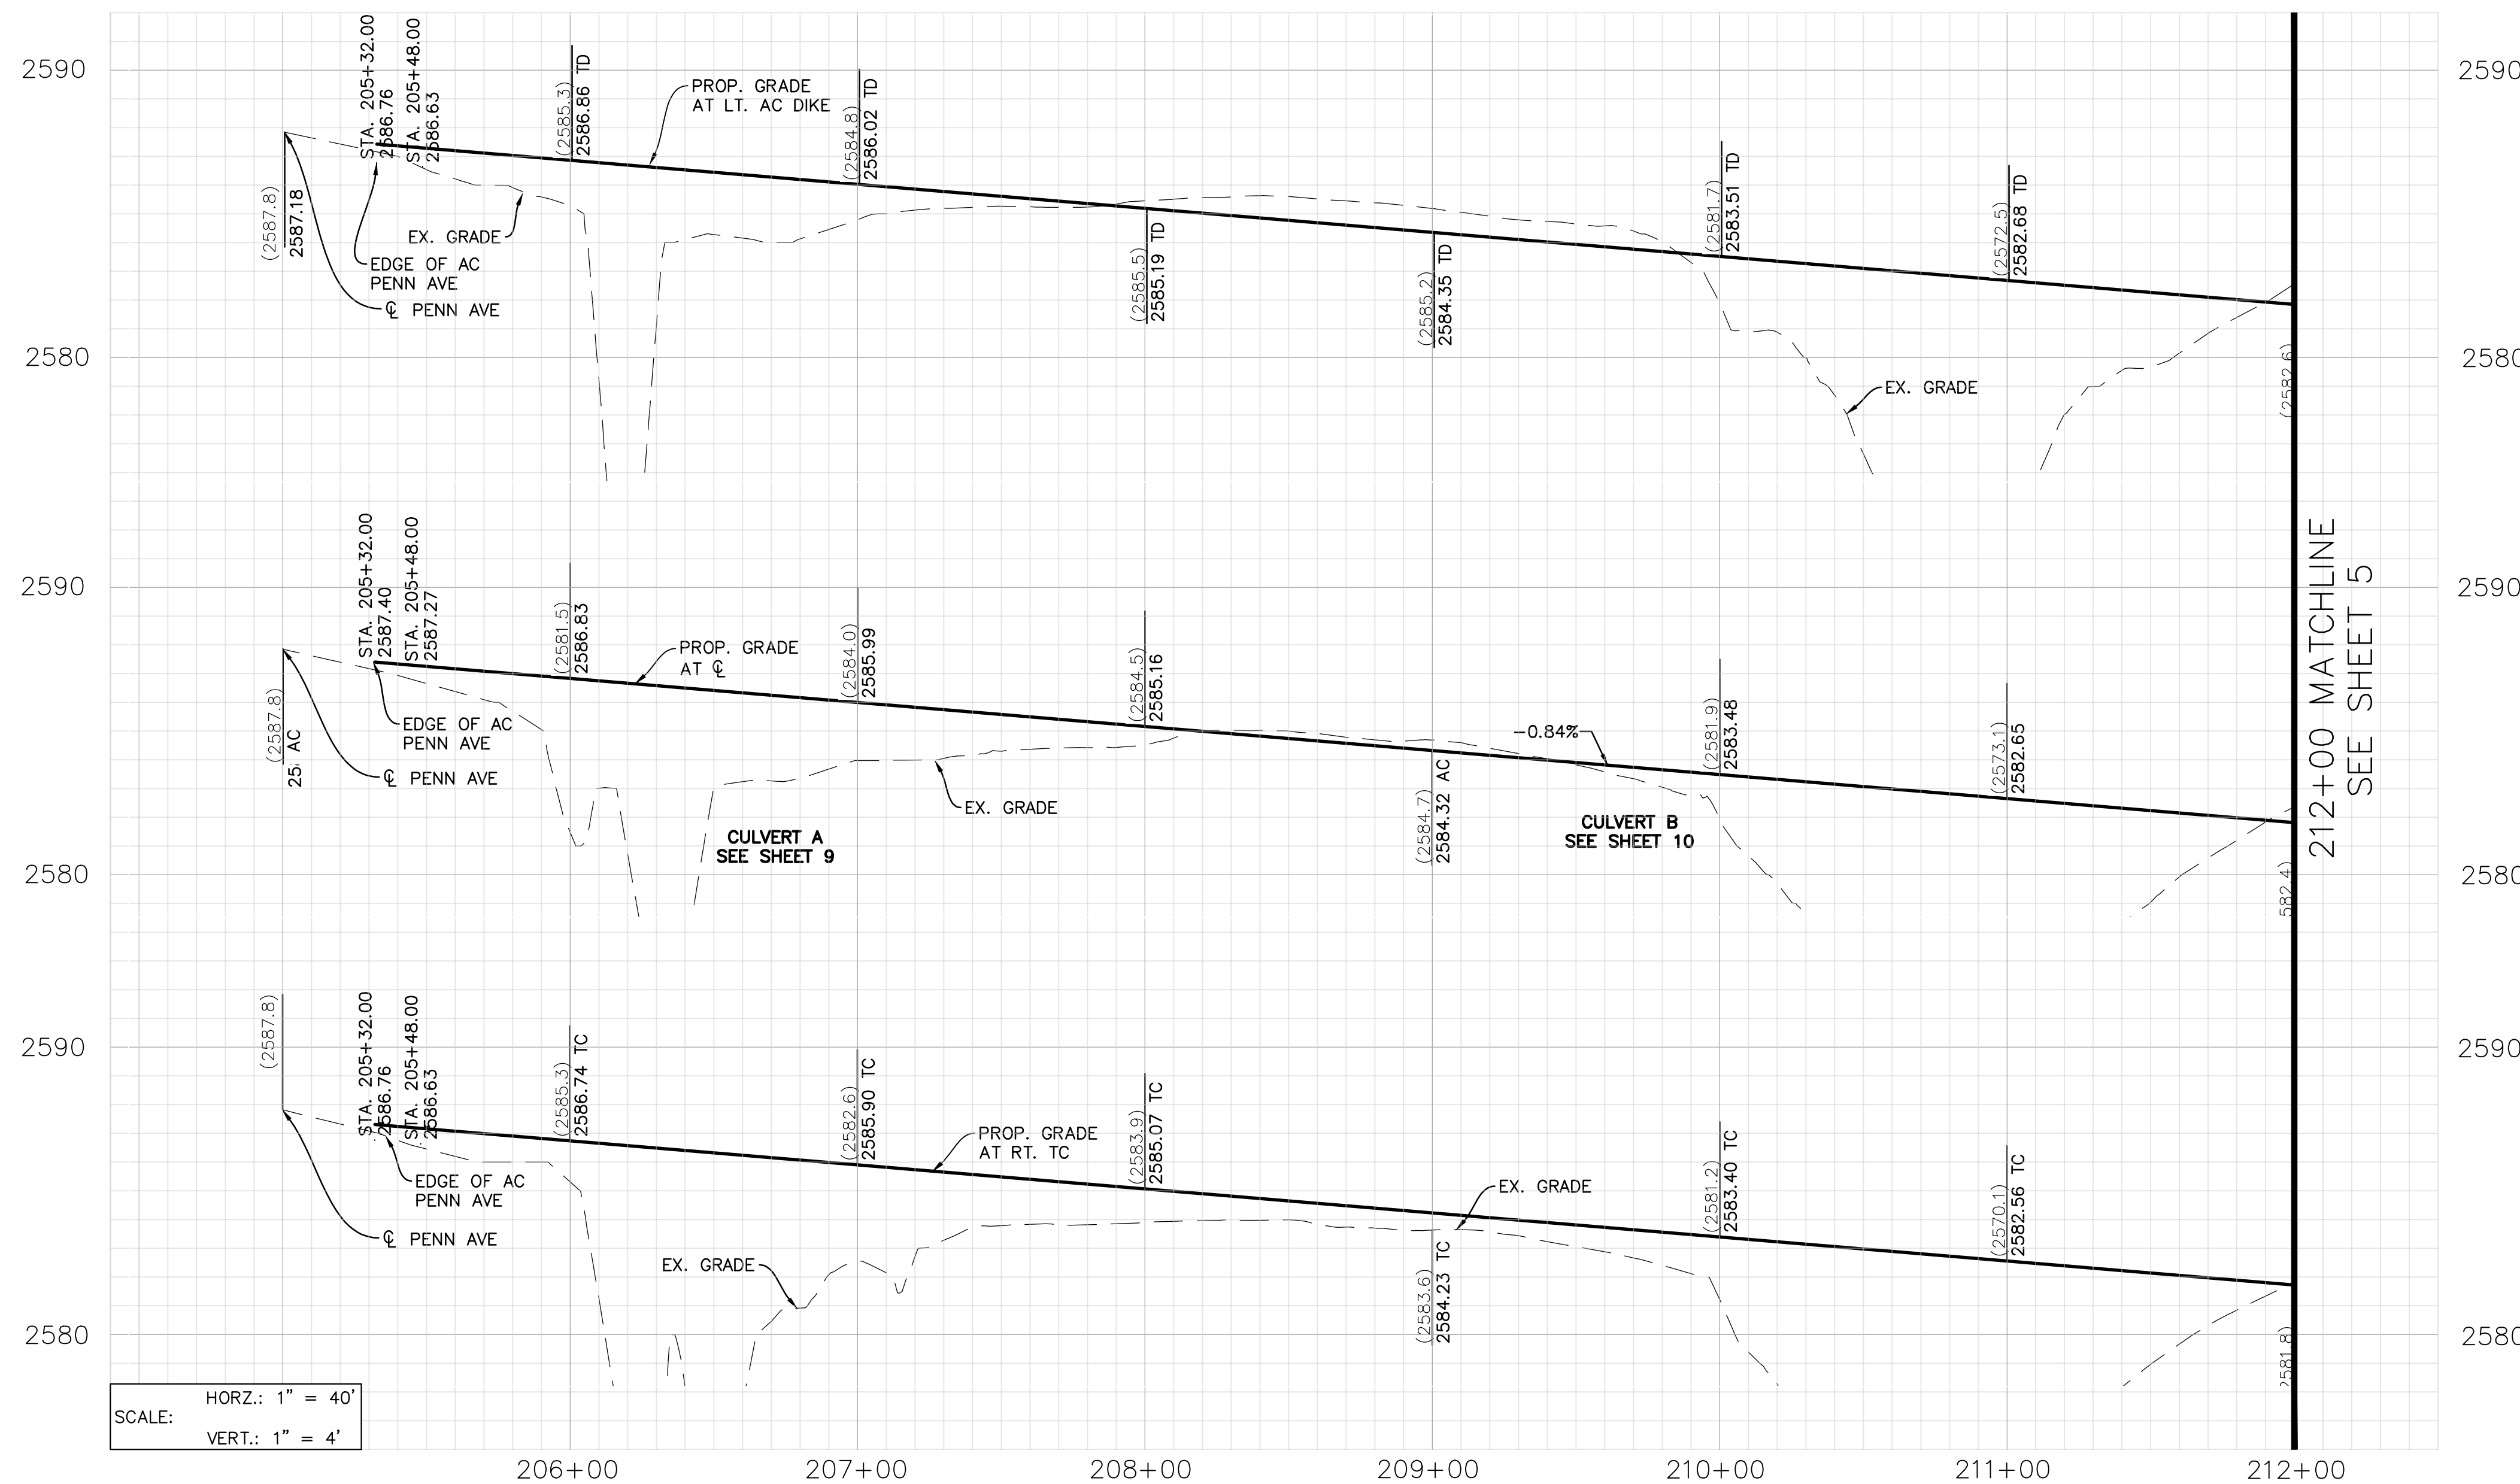 2590
2590
STA. 205+32.00
2586.76
STA. 205+48.00
2586.63
(2585.3)
2586.86 TD
PROP. GRADE
AT LT. AC DIKE
(2584.8)
2586.02 TD
(2587.8)
2587.18
EX. GRADE
EDGE OF AC
PENN AVE
℄ PENN AVE
(2585.5)
2585.19 TD
(2585.2)
2584.35 TD
(2581.7)
2583.51 TD
(2572.5)
2582.68 TD
EX. GRADE
(2582.6)
2580
2580
212+00 MATCHLINE
SEE SHEET 5
2590
2590
STA. 205+32.00
2587.40
STA. 205+48.00
2587.27
(2581.5)
2586.83
PROP. GRADE
AT ℄
(2584.0)
2585.99
(2584.5)
2585.16
(2587.8)
AC
EDGE OF AC
PENN AVE
℄ PENN AVE
EX. GRADE
CULVERT A
SEE SHEET 9
(2584.7)
2584.32 AC
-0.84%
CULVERT B
SEE SHEET 10
(2581.9)
2583.48
(2573.1)
2582.65
582.4)
2580
2580
2590
2590
(2587.8)
STA. 205+32.00
2586.76
STA. 205+48.00
2586.63
(2585.3)
2586.74 TC
(2582.6)
2585.90 TC
PROP. GRADE
AT RT. TC
(2583.9)
2585.07 TC
EDGE OF AC
PENN AVE
℄ PENN AVE
EX. GRADE
(2583.6)
2584.23 TC
EX. GRADE
(2581.2)
2583.40 TC
(2570.1)
2582.56 TC
2581.8)
2580
2580
SCALE:
HORZ.: 1" = 40'
VERT.: 1" = 4'
206+00
207+00
208+00
209+00
210+00
211+00
212+00